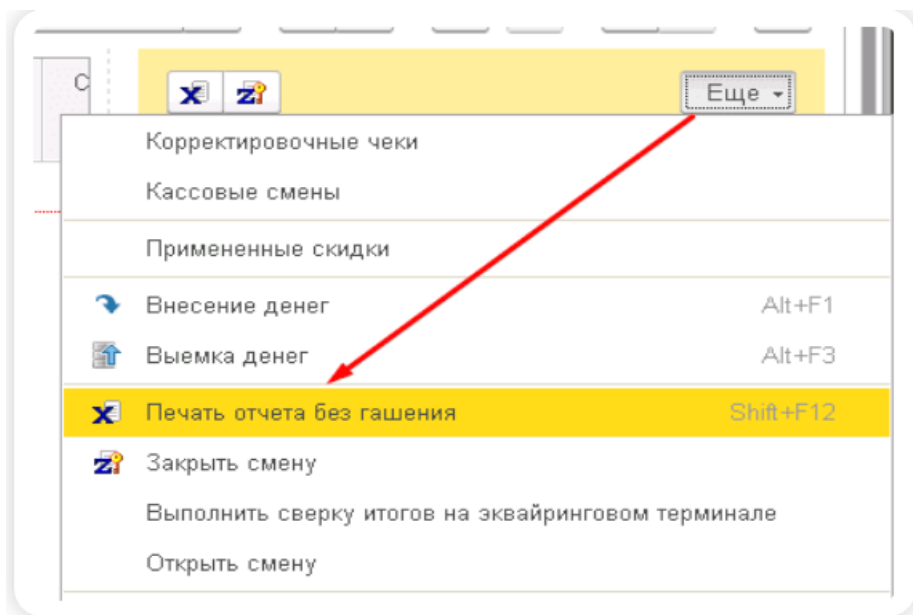 С
X Z
Еще
Корректировочные чеки
Кассовые смены
Примененные скидки
Внесение денег Alt+F1
Выемка денег Alt+F3
X Печать отчета без гашения Shift+F12
Z Закрыть смену
Выполнить сверку итогов на эквайринговом терминале
Открыть смену